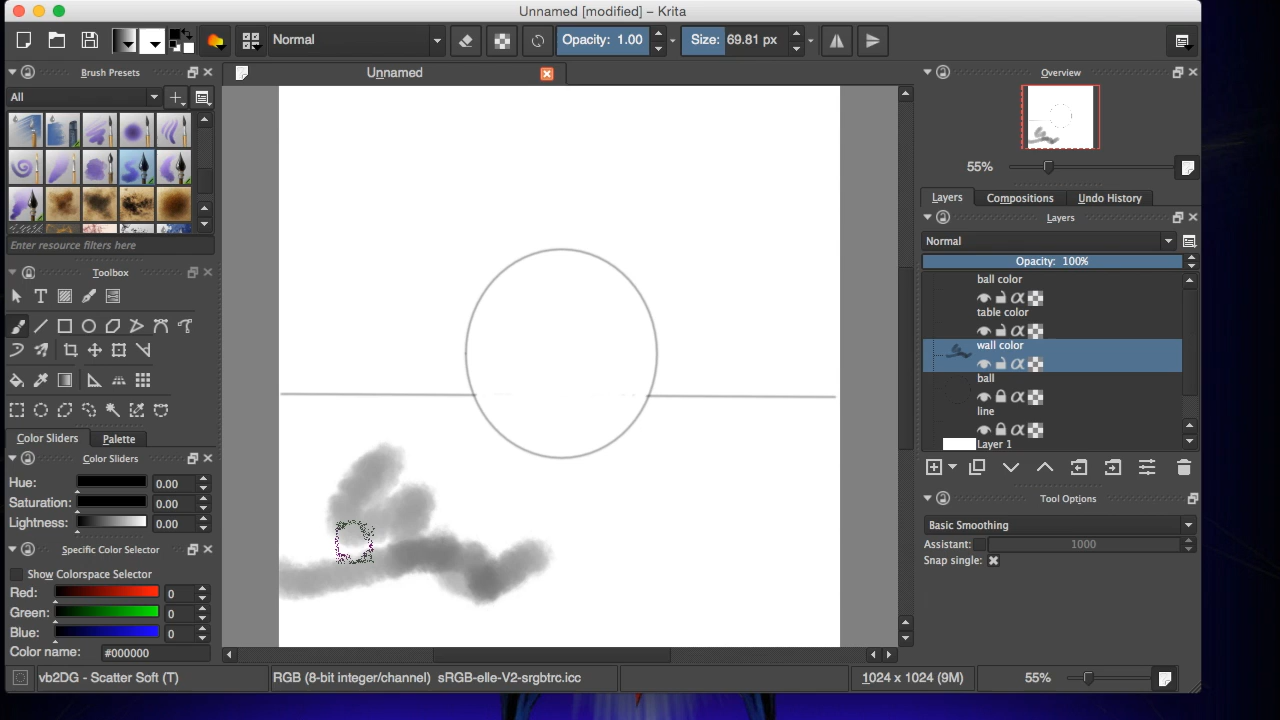 Unnamed [modified] – Krita
Normal
Opacity: 1.00
Size: 69.81 px
Brush Presets
Unnamed
Overview
All
55%
Layers
Compositions
Undo History
Layers
Enter resource filters here
Normal
Toolbox
Opacity: 100%
ball color
table color
wall color
ball
line
Color Sliders
Palette
Layer 1
Color Sliders
Hue:
0.00
Saturation:
0.00
Lightness:
0.00
Tool Options
Basic Smoothing
Assistant:
1000
Specific Color Selector
Snap single:
Show Colorspace Selector
Red:
0
Green:
0
Blue:
0
Color name:
#000000
vb2DG - Scatter Soft (T)
RGB (8-bit integer/channel) sRGB-elle-V2-srgbtrc.icc
1024 x 1024 (9M)
55%